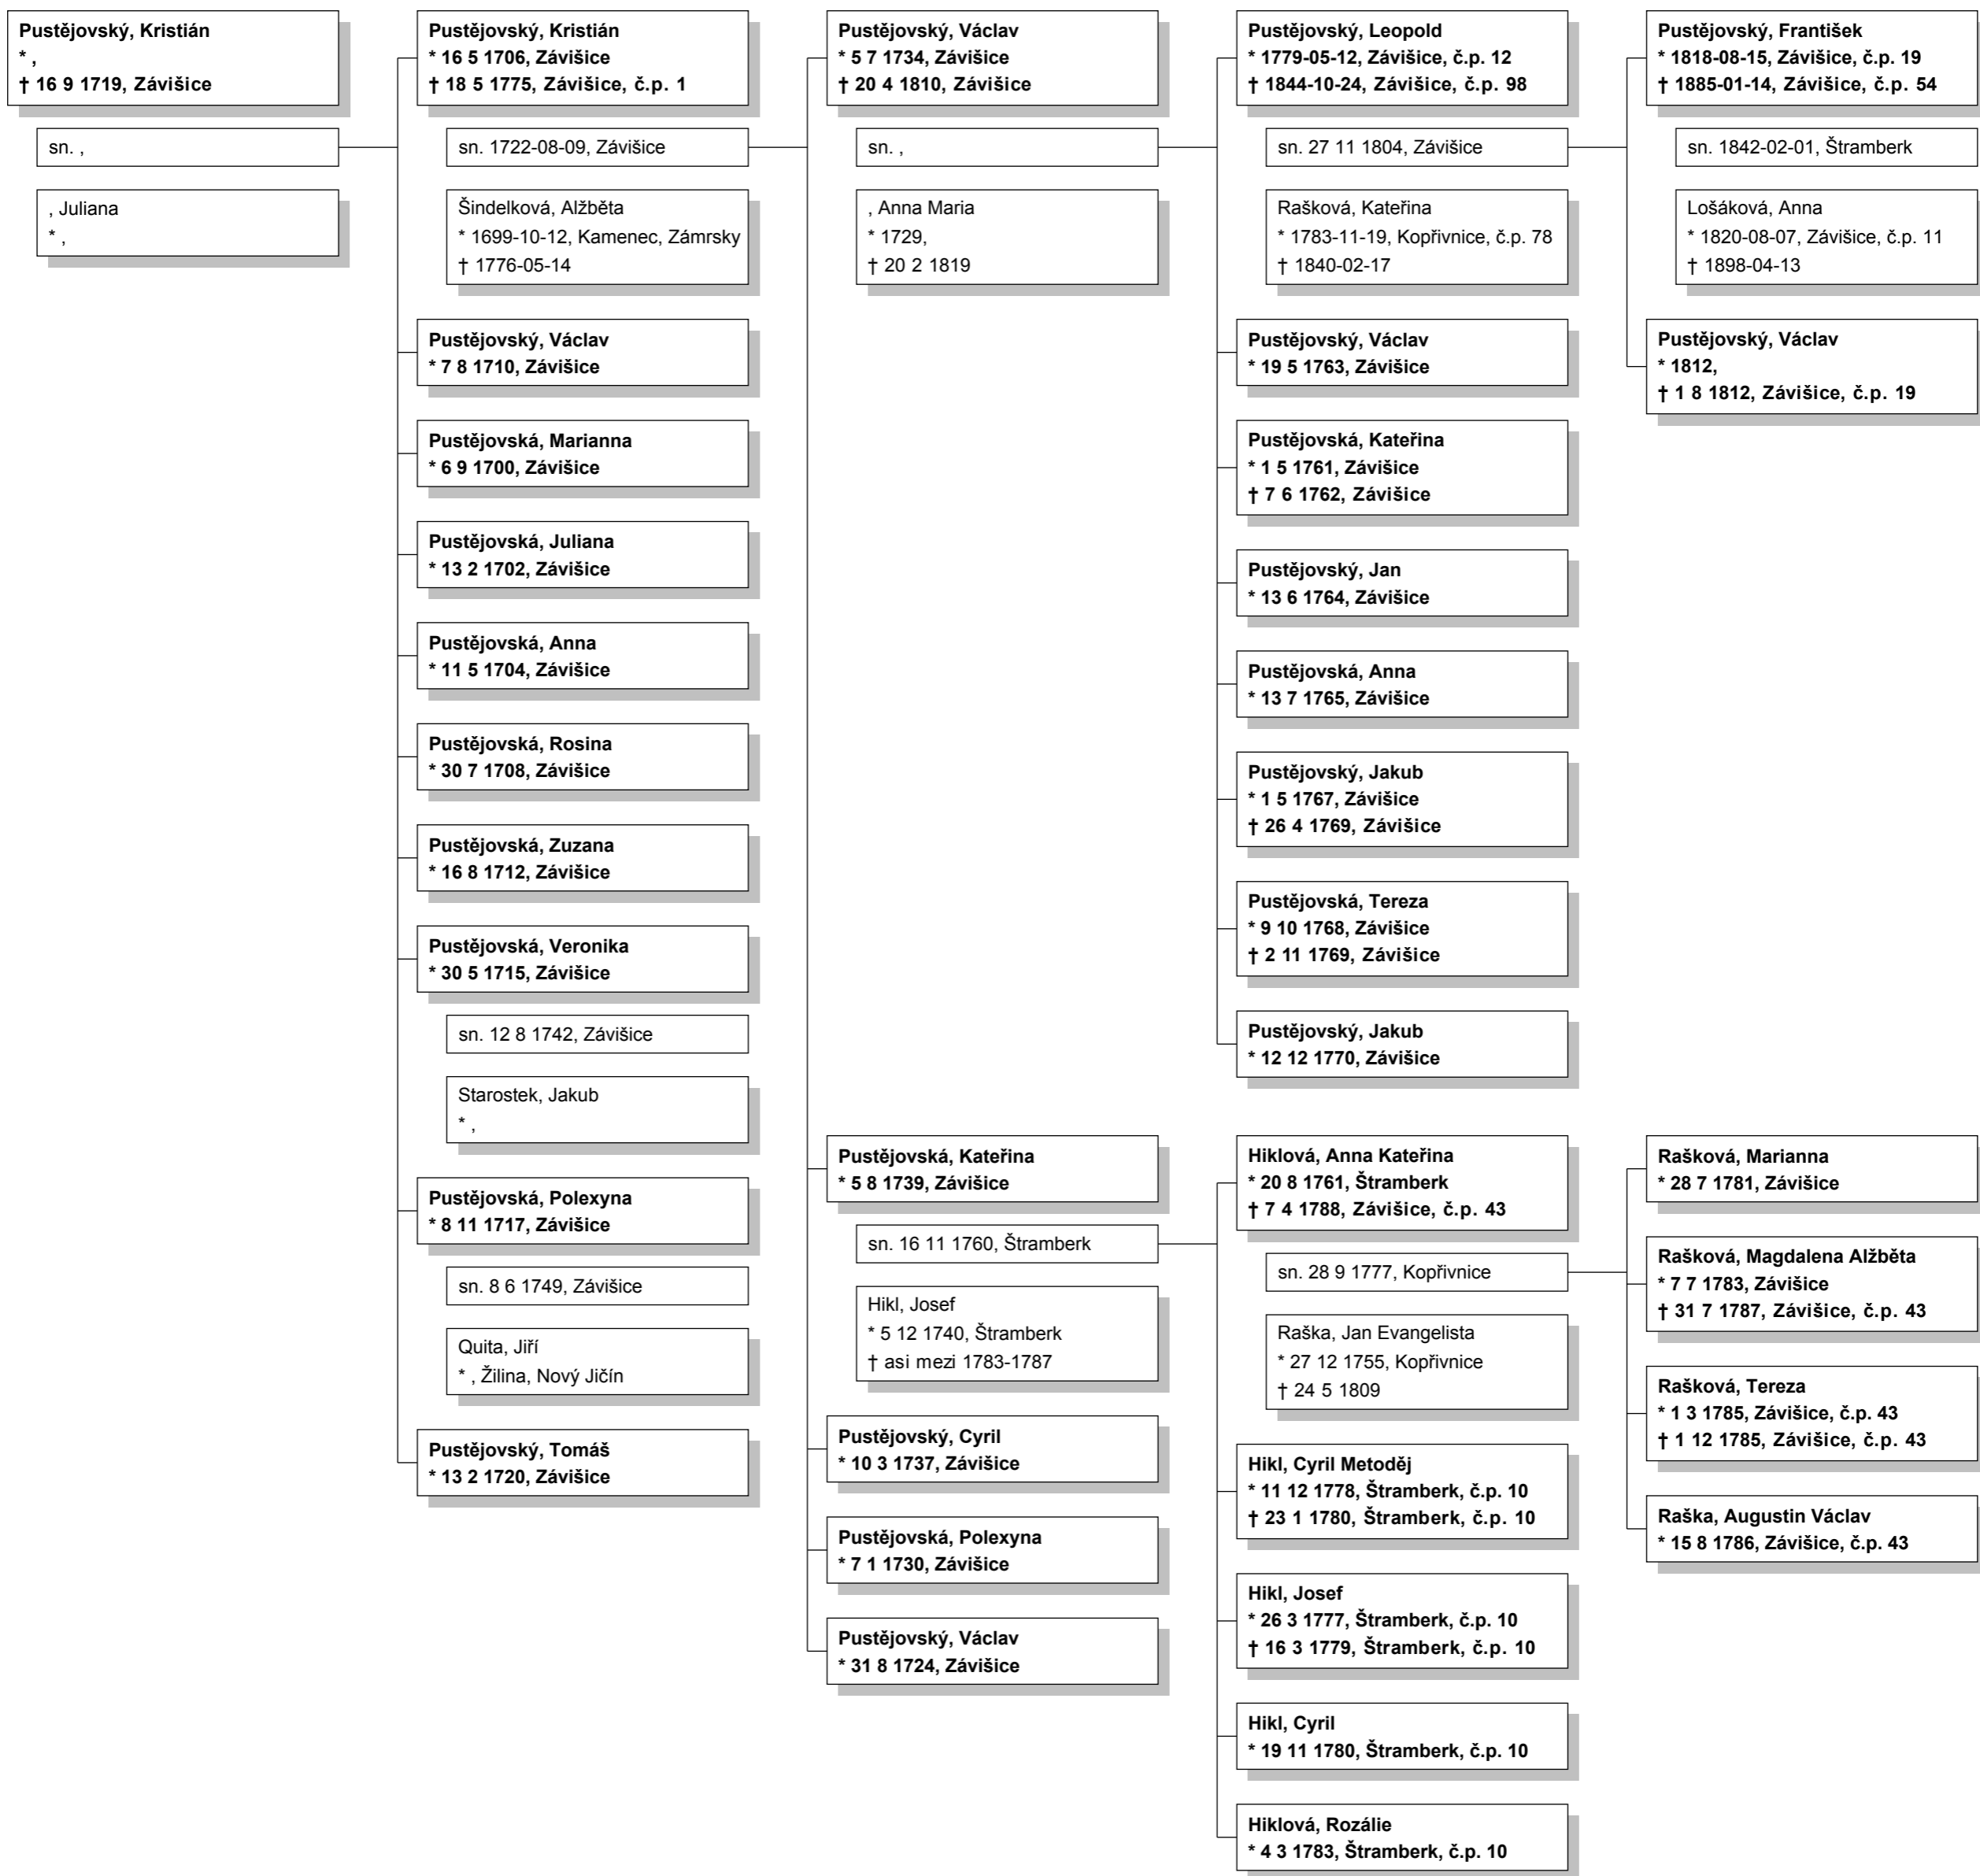 Pustějovský, Kristián
* ,
† 16 9 1719, Závišice
sn. ,
, Juliana
* ,
Pustějovský, Kristián
* 16 5 1706, Závišice
† 18 5 1775, Závišice, č.p. 1
sn. 1722-08-09, Závišice
Šindelková, Alžběta
* 1699-10-12, Kamenec, Zámrsky
† 1776-05-14
Pustějovský, Václav
* 7 8 1710, Závišice
Pustějovská, Marianna
* 6 9 1700, Závišice
Pustějovská, Juliana
* 13 2 1702, Závišice
Pustějovská, Anna
* 11 5 1704, Závišice
Pustějovská, Rosina
* 30 7 1708, Závišice
Pustějovská, Zuzana
* 16 8 1712, Závišice
Pustějovská, Veronika
* 30 5 1715, Závišice
sn. 12 8 1742, Závišice
Starostek, Jakub
* ,
Pustějovská, Polexyna
* 8 11 1717, Závišice
sn. 8 6 1749, Závišice
Quita, Jiří
* , Žilina, Nový Jičín
Pustějovský, Tomáš
* 13 2 1720, Závišice
Pustějovský, Václav
* 5 7 1734, Závišice
† 20 4 1810, Závišice
sn. ,
, Anna Maria
* 1729,
† 20 2 1819
Pustějovská, Kateřina
* 5 8 1739, Závišice
sn. 16 11 1760, Štramberk
Hikl, Josef
* 5 12 1740, Štramberk
† asi mezi 1783-1787
Pustějovský, Cyril
* 10 3 1737, Závišice
Pustějovská, Polexyna
* 7 1 1730, Závišice
Pustějovský, Václav
* 31 8 1724, Závišice
Pustějovský, Leopold
* 1779-05-12, Závišice, č.p. 12
† 1844-10-24, Závišice, č.p. 98
sn. 27 11 1804, Závišice
Rašková, Kateřina
* 1783-11-19, Kopřivnice, č.p. 78
† 1840-02-17
Pustějovský, Václav
* 19 5 1763, Závišice
Pustějovská, Kateřina
* 1 5 1761, Závišice
† 7 6 1762, Závišice
Pustějovský, Jan
* 13 6 1764, Závišice
Pustějovská, Anna
* 13 7 1765, Závišice
Pustějovský, Jakub
* 1 5 1767, Závišice
† 26 4 1769, Závišice
Pustějovská, Tereza
* 9 10 1768, Závišice
† 2 11 1769, Závišice
Pustějovský, Jakub
* 12 12 1770, Závišice
Hiklová, Anna Kateřina
* 20 8 1761, Štramberk
† 7 4 1788, Závišice, č.p. 43
sn. 28 9 1777, Kopřivnice
Raška, Jan Evangelista
* 27 12 1755, Kopřivnice
† 24 5 1809
Hikl, Cyril Metoděj
* 11 12 1778, Štramberk, č.p. 10
† 23 1 1780, Štramberk, č.p. 10
Hikl, Josef
* 26 3 1777, Štramberk, č.p. 10
† 16 3 1779, Štramberk, č.p. 10
Hikl, Cyril
* 19 11 1780, Štramberk, č.p. 10
Hiklová, Rozálie
* 4 3 1783, Štramberk, č.p. 10
Pustějovský, František
* 1818-08-15, Závišice, č.p. 19
† 1885-01-14, Závišice, č.p. 54
sn. 1842-02-01, Štramberk
Lošáková, Anna
* 1820-08-07, Závišice, č.p. 11
† 1898-04-13
Pustějovský, Václav
* 1812,
† 1 8 1812, Závišice, č.p. 19
Rašková, Marianna
* 28 7 1781, Závišice
Rašková, Magdalena Alžběta
* 7 7 1783, Závišice
† 31 7 1787, Závišice, č.p. 43
Rašková, Tereza
* 1 3 1785, Závišice, č.p. 43
† 1 12 1785, Závišice, č.p. 43
Raška, Augustin Václav
* 15 8 1786, Závišice, č.p. 43